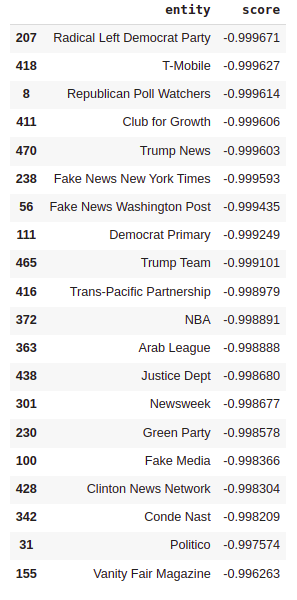 entity score
207 Radical Left Democrat Party -0.999671
418 T-Mobile -0.999627
8 Republican Poll Watchers -0.999614
411 Club for Growth -0.999606
470 Trump News -0.999603
238 Fake News New York Times -0.999593
56 Fake News Washington Post -0.999435
111 Democrat Primary -0.999249
465 Trump Team -0.999101
416 Trans-Pacific Partnership -0.998979
372 NBA -0.998891
363 Arab League -0.998888
438 Justice Dept -0.998680
301 Newsweek -0.998677
230 Green Party -0.998578
100 Fake Media -0.998366
428 Clinton News Network -0.998304
342 Conde Nast -0.998209
31 Politico -0.997574
155 Vanity Fair Magazine -0.996263